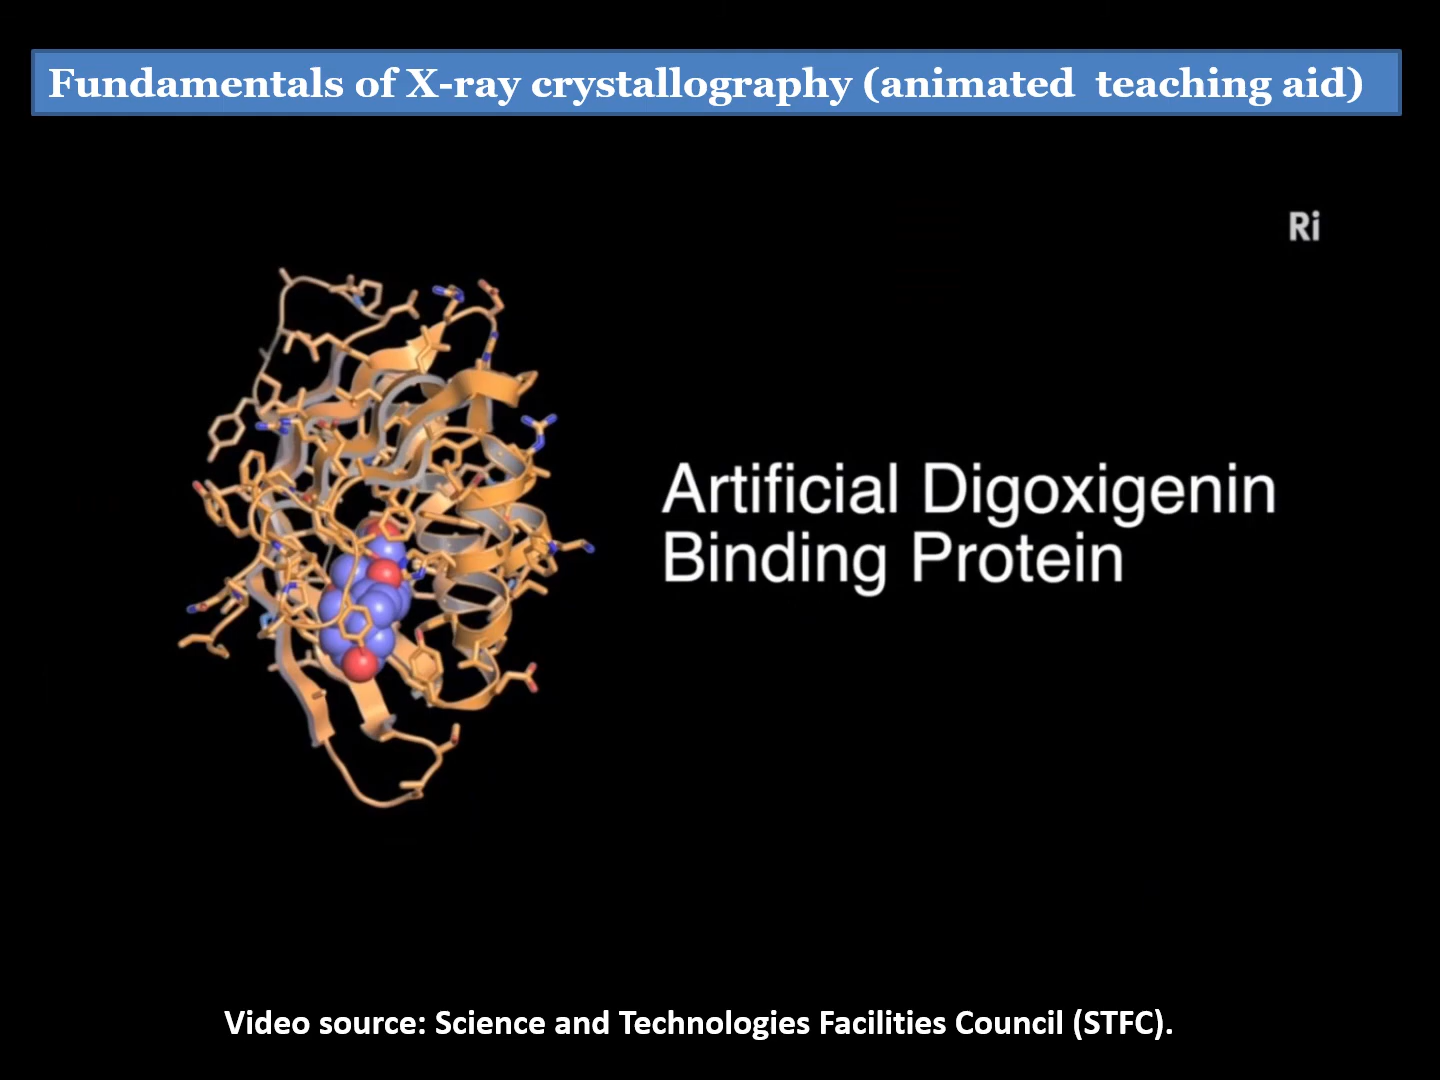 Fundamentals of X-ray crystallography (animated  teaching aid)
Ri
Artificial Digoxigenin
Binding Protein
Video source: Science and Technologies Facilities Council (STFC).